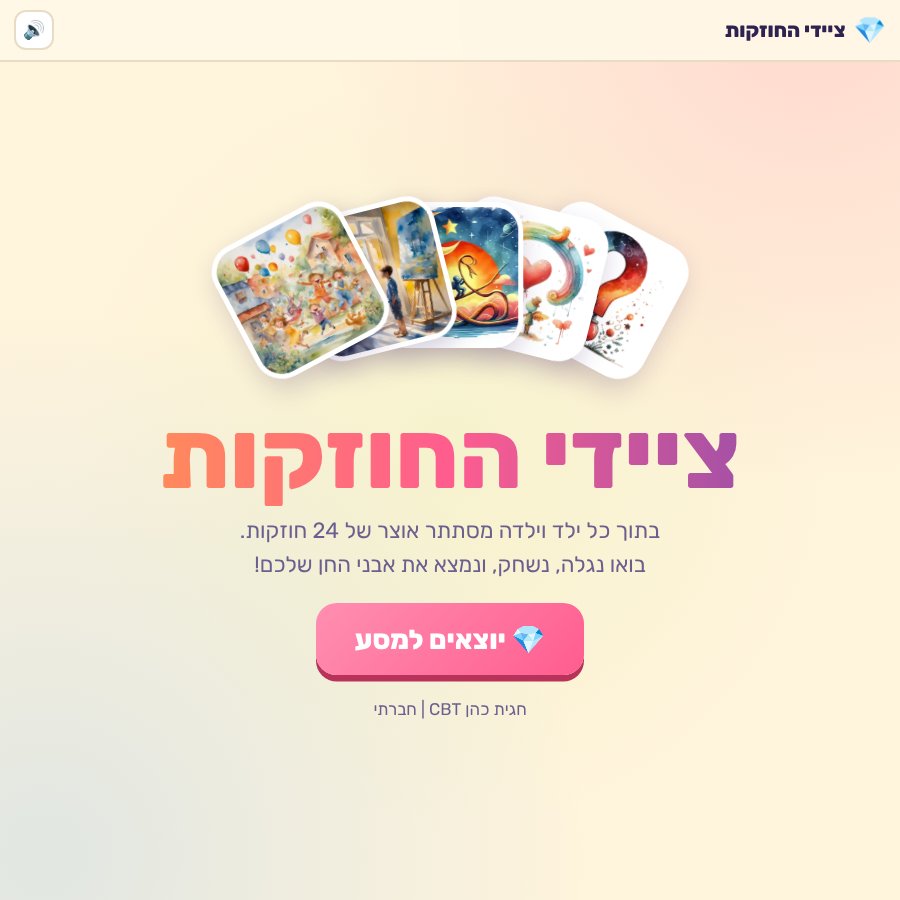 ציידי החוזקות
ציידי החוזקות
בתוך כל ילד וילדה מסתתר אוצר של 24 חוזקות.
בואו נגלה, נשחק, ונמצא את אבני החן שלכם!
יוצאים למסע
חגית כהן CBT | חברתי